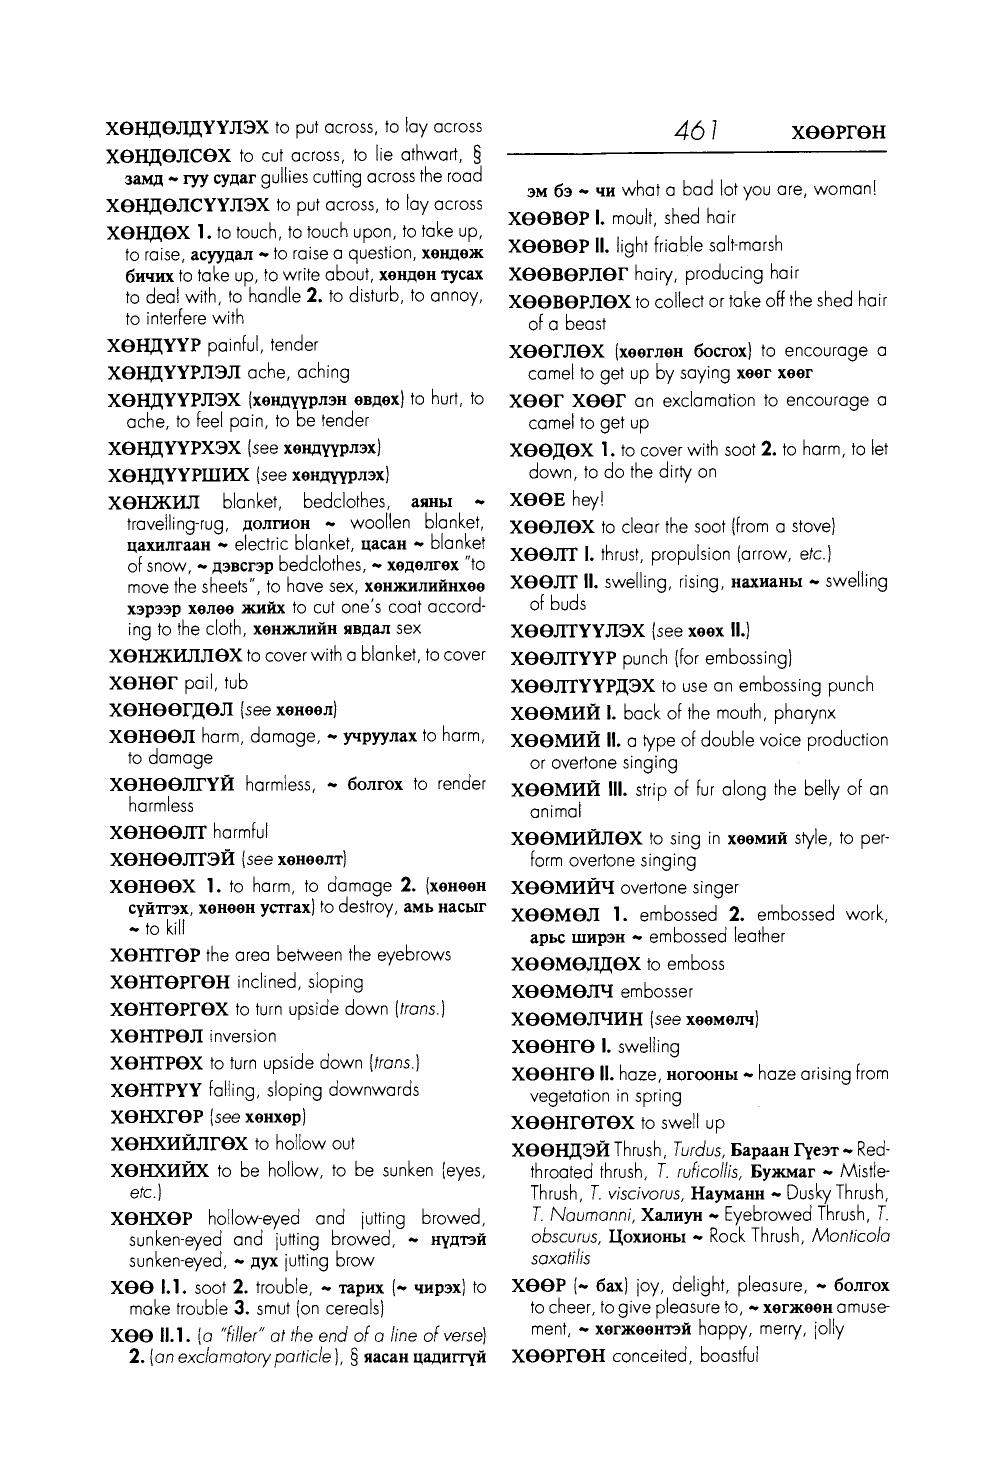 ХӨНДӨЛДҮҮЛЭХ to put across, to lay across
ХӨНДӨЛСӨХ to cut across, to lie athwart, §
замд ~ гуу судаг gullies cutting across the road
ХӨНДӨЛСҮҮЛЭХ to put across, to lay across
ХӨНДӨХ 1. to touch, to touch upon, to take up,
to raise, асуудал ~ to raise a question, хөндөж
бичих to take up, to write about, хөндөн тусах
to deal with, to handle 2. to disturb, to annoy,
to interfere with
ХӨНДҮҮР painful, tender
ХӨНДҮҮРЛЭЛ ache, aching
ХӨНДҮҮРЛЭХ (хөндүүрлэн өвдөх) to hurt, to
ache, to feel pain, to be tender
ХӨНДҮҮРХЭХ (see хөндүүрлэх)
ХӨНДҮҮРШИХ (see хөндүүрлэх)
ХӨНЖИЛ blanket, bedclothes, аяны ~
travelling-rug, долгион ~ woollen blanket,
цахилгаан ~ electric blanket, цасан ~ blanket
of snow, ~ дэвсгэр bedclothes, ~ хөдөлгөх "to
move the sheets", to have sex, хөнжилийнхөө
хэрээр хөлөө жийх to cut one's coat accord-
ing to the cloth, хөнжлийн явдал sex
ХӨНЖИЛЛӨХ to cover with a blanket, to cover
ХӨНӨГ pail, tub
ХӨНӨӨГДӨЛ (see хөнөөл)
ХӨНӨӨЛ harm, damage, ~ учруулах to harm,
to damage
ХӨНӨӨЛГҮЙ harmless, ~ болгох to render
harmless
ХӨНӨӨЛТ harmful
ХӨНӨӨЛТЭЙ (see хөнөөлт)
ХӨНӨӨХ 1. to harm, to damage 2. (хөнөөн
сүйтгэх, хөнөөн устгах) to destroy, амь насыг
~ to kill
ХӨНТГӨР the area between the eyebrows
ХӨНТӨРГӨН inclined, sloping
ХӨНТӨРГӨХ to turn upside down (trans.)
ХӨНТРӨЛ inversion
ХӨНТРӨХ to turn upside down (trans.)
ХӨНТРҮҮ falling, sloping downwards
ХӨНХГӨР (see хөнхөр)
ХӨНХИЙЛГӨХ to hollow out
ХӨНХИЙХ to be hollow, to be sunken (eyes,
etc.)
ХӨНХӨР hollow-eyed and jutting browed,
sunken-eyed and jutting browed, ~ нүдтэй
sunken-eyed, ~ дух jutting brow
ХӨӨ I.1. soot 2. trouble, ~ тарих (~ чирэх) to
make trouble 3. smut (on cereals)
ХӨӨ II.1. (a "filler" at the end of a line of verse)
2. (an exclamatory particle), § яасан цадиггүй
461 ХӨӨРГӨН
эм бэ ~ чи what a bad lot you are, woman!
ХӨӨВӨР I. moult, shed hair
ХӨӨВӨР II. light friable salt-marsh
ХӨӨВӨРЛӨГ hairy, producing hair
ХӨӨВӨРЛӨХ to collect or take off the shed hair
of a beast
ХӨӨГЛӨХ (хөөглөн босгох) to encourage a
camel to get up by saying хөөг хөөг
ХӨӨГ ХӨӨГ an exclamation to encourage a
camel to get up
ХӨӨДӨХ 1. to cover with soot 2. to harm, to let
down, to do the dirty on
ХӨӨЕ hey!
ХӨӨЛӨХ to clear the soot (from a stove)
ХӨӨЛТ I. thrust, propulsion (arrow, etc.)
ХӨӨЛТ II. swelling, rising, нахианы ~ swelling
of buds
ХӨӨЛТҮҮЛЭХ (see хөөх II.)
ХӨӨЛТҮҮР punch (for embossing)
ХӨӨЛТҮҮРДЭХ to use an embossing punch
ХӨӨМИЙ I. back of the mouth, pharynx
ХӨӨМИЙ II. a type of double voice production
or overtone singing
ХӨӨМИЙ III. strip of fur along the belly of an
animal
ХӨӨМИЙЛӨХ to sing in хөөмий style, to per-
form overtone singing
ХӨӨМИЙЧ overtone singer
ХӨӨМӨЛ 1. embossed 2. embossed work,
арьс ширэн ~ embossed leather
ХӨӨМӨЛДӨХ to emboss
ХӨӨМӨЛЧ embosser
ХӨӨМӨЛЧИН (see хөөмөлч)
ХӨӨНГӨ I. swelling
ХӨӨНГӨ II. haze, ногооны ~ haze arising from
vegetation in spring
ХӨӨНГӨТӨХ to swell up
ХӨӨНДЭЙ Thrush, Turdus, Бараан Гүеэт ~ Red-
throated thrush, T. ruficollis, Бужмаг ~ Mistle-
Thrush, T. viscivorus, Науманн ~ Dusky Thrush,
T. Naumanni, Халиун ~ Eyebrowed Thrush, T.
obscurus, Цохионы ~ Rock Thrush, Monticola
saxatilis
ХӨӨР (~ бах) joy, delight, pleasure, ~ болгох
to cheer, to give pleasure to, ~ хөгжөөн amuse-
ment, ~ хөгжөөнтэй happy, merry, jolly
ХӨӨРГӨН conceited, boastful